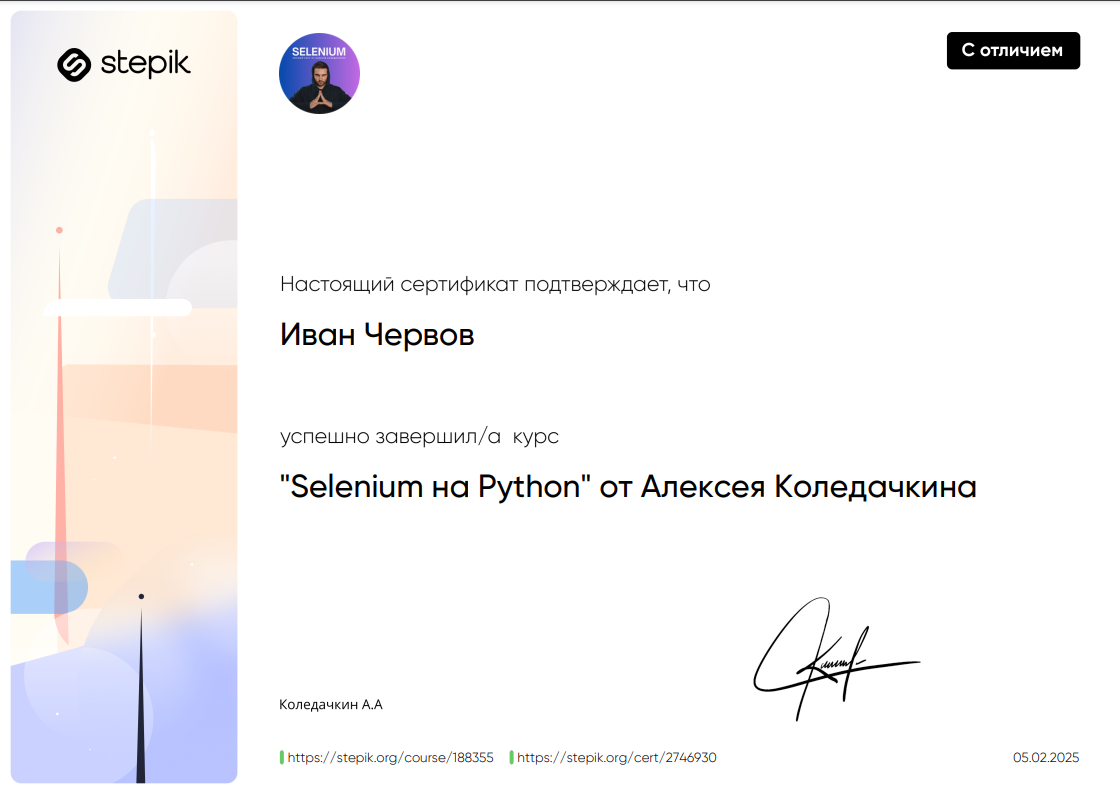 stepik
SELENIUM
С отличием
Настоящий сертификат подтверждает, что
Иван Червов
успешно завершил/а курс
"Selenium на Python" от Алексея Коледачкина
Коледачкин А.А
https://stepik.org/course/188355 https://stepik.org/cert/2746930 05.02.2025